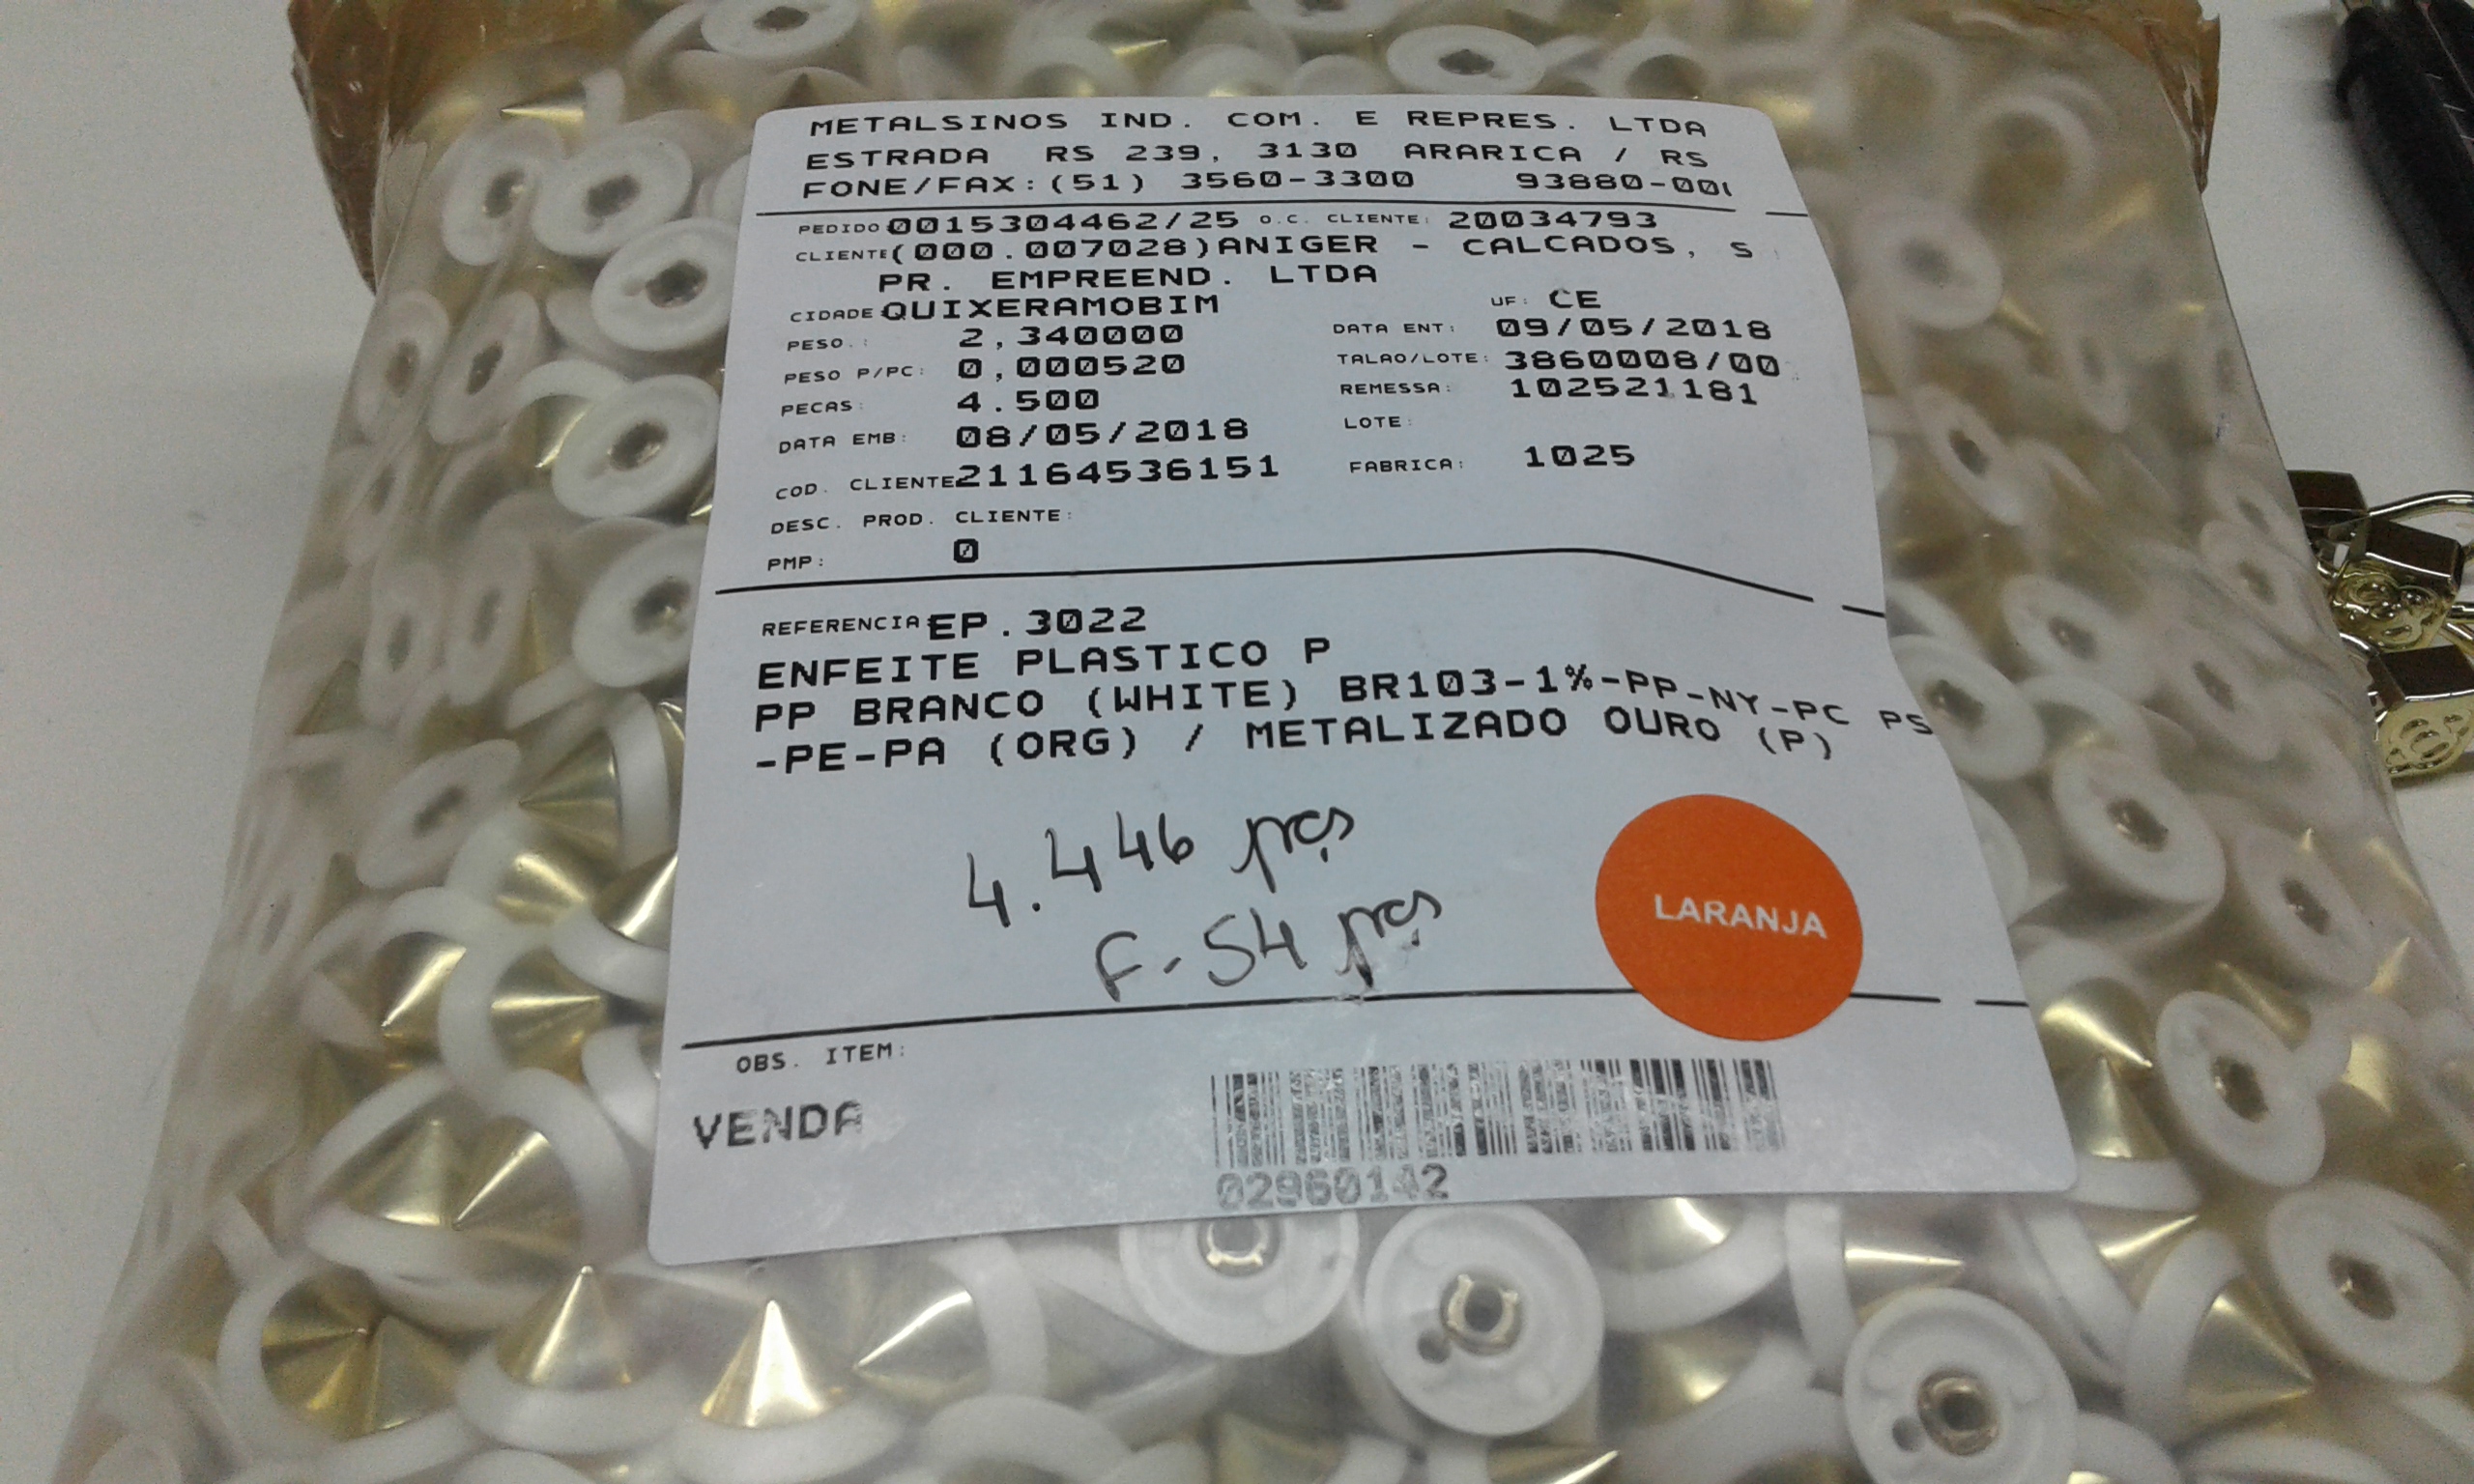 METALSINOS IND. COM. E REPRES. LTDA
ESTRADA RS 239, 3130 ARARICA / RS
FONE/FAX:(51) 3560-3300 93880-00
PEDIDO 0015304462/25 O.C. CLIENTE: 20034793
CLIENTE(000.007028)ANIGER - CALCADOS, S
PR. EMPREEND. LTDA
CIDADE QUIXERAMOBIM UF: CE
PESO.: 2,340000 DATA ENT: 09/05/2018
PESO P/PC: 0,000520 TALAO/LOTE: 3860008/00
PECAS: 4.500 REMESSA: 102521181
DATA EMB: 08/05/2018 LOTE:
COD. CLIENTE 21164536151 FABRICA: 1025
DESC. PROD. CLIENTE:
PMP: 0
REFERENCIA EP.3022
ENFEITE PLASTICO P
PP BRANCO (WHITE) BR103-1%-PP-NY-PC PS
-PE-PA (ORG) / METALIZADO OURO (P)
4.446 pçs
F-54 pçs
LARANJA
OBS. ITEM:
VENDA
02960142